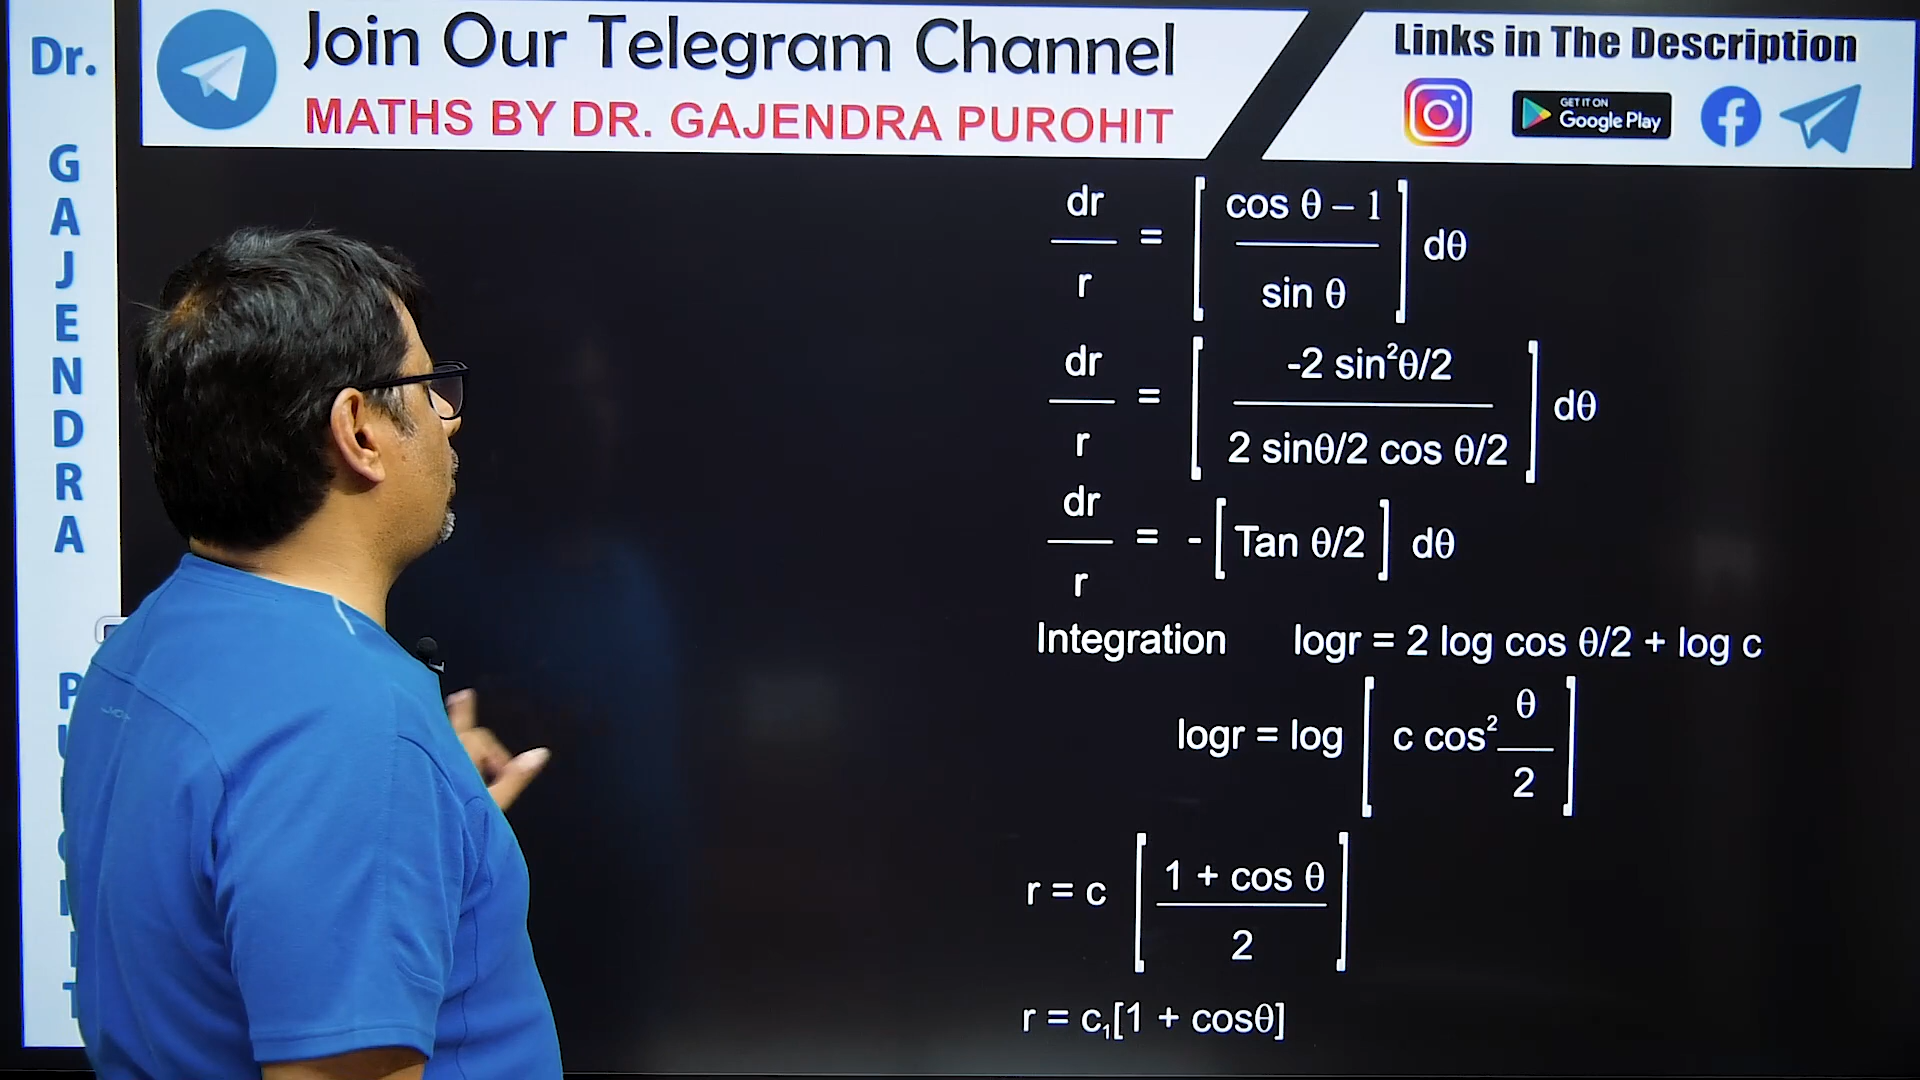 Dr.
GAJENDRA
Join Our Telegram Channel
MATHS BY DR. GAJENDRA PUROHIT
Links in The Description
GET IT ON
Google Play
dr/r = [ (cos θ – 1)/(sin θ) ] dθ
dr/r = [ (-2 sin²θ/2)/(2 sinθ/2 cos θ/2) ] dθ
dr/r = - [ Tan θ/2 ] dθ
Integration logr = 2 log cos θ/2 + log c
logr = log [ c cos² θ/2 ]
r = c [ (1 + cos θ)/2 ]
r = c₁[1 + cosθ]